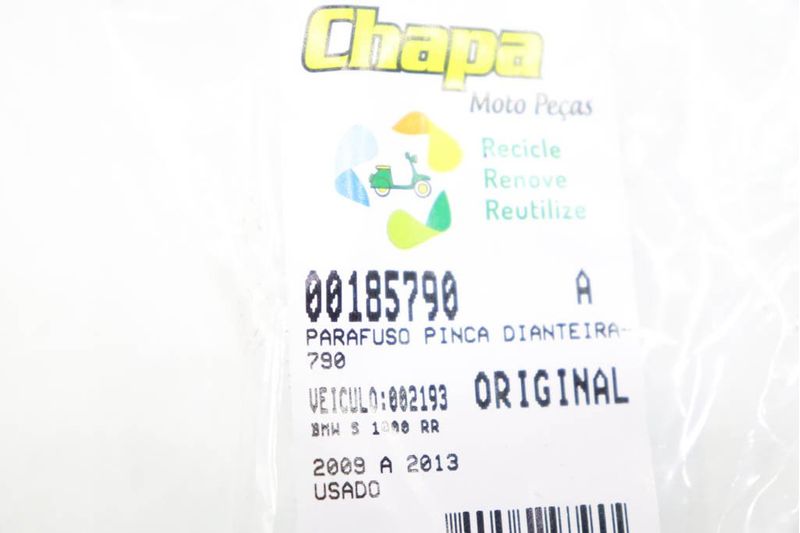 Chapa
Moto Peças
Recicle
Renove
Reutilize
00185790 A
PARAFUSO PINCA DIANTEIRA-
790
VEICULO:002193 ORIGINAL
BMW S 1000 RR
2009 A 2013
USADO